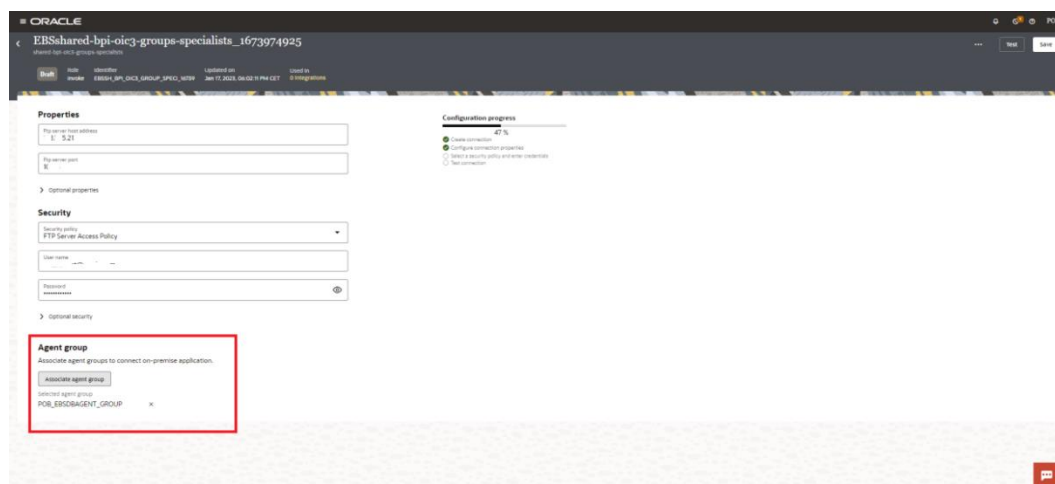 ORACLE
EBSshared-bpi-oic3-groups-specialists_1673974925
shared-bpi-oic3-groups-specialists
Test
Save
Draft
Role
Identifier
Updated on
Used in
Invoke
EBSSH_BPI_OIC3_GROUP_SPECI_16739
Jan 17, 2023, 06:02:11 PM CET
0 integrations
Properties
Ftp server host address
5.21
Ftp server port
Optional properties
Security
Security policy
FTP Server Access Policy
User name
Password
Optional security
Agent group
Associate agent groups to connect on-premise application.
Associate agent group
Selected agent group
POB_EBSDBAGENT_GROUP
Configuration progress
47 %
Create connection
Configure connection properties
Select a security policy and enter credentials
Test connection